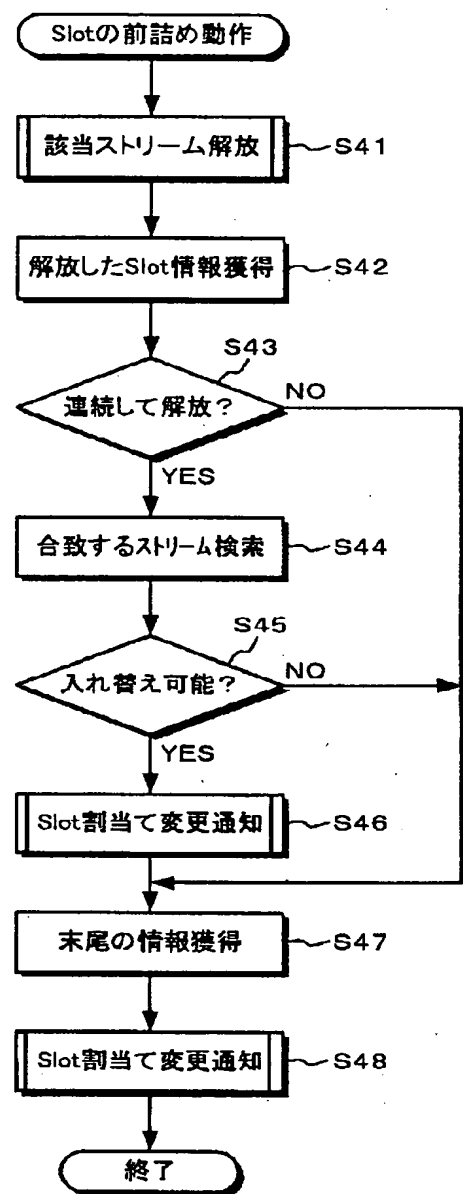 Slotの前詰め動作
該当ストリーム解放
S41
解放したSlot情報獲得
S42
S43
連続して解放?
NO
YES
合致するストリーム検索
S44
S45
入れ替え可能?
NO
YES
Slot割当て変更通知
S46
末尾の情報獲得
S47
Slot割当て変更通知
S48
終了